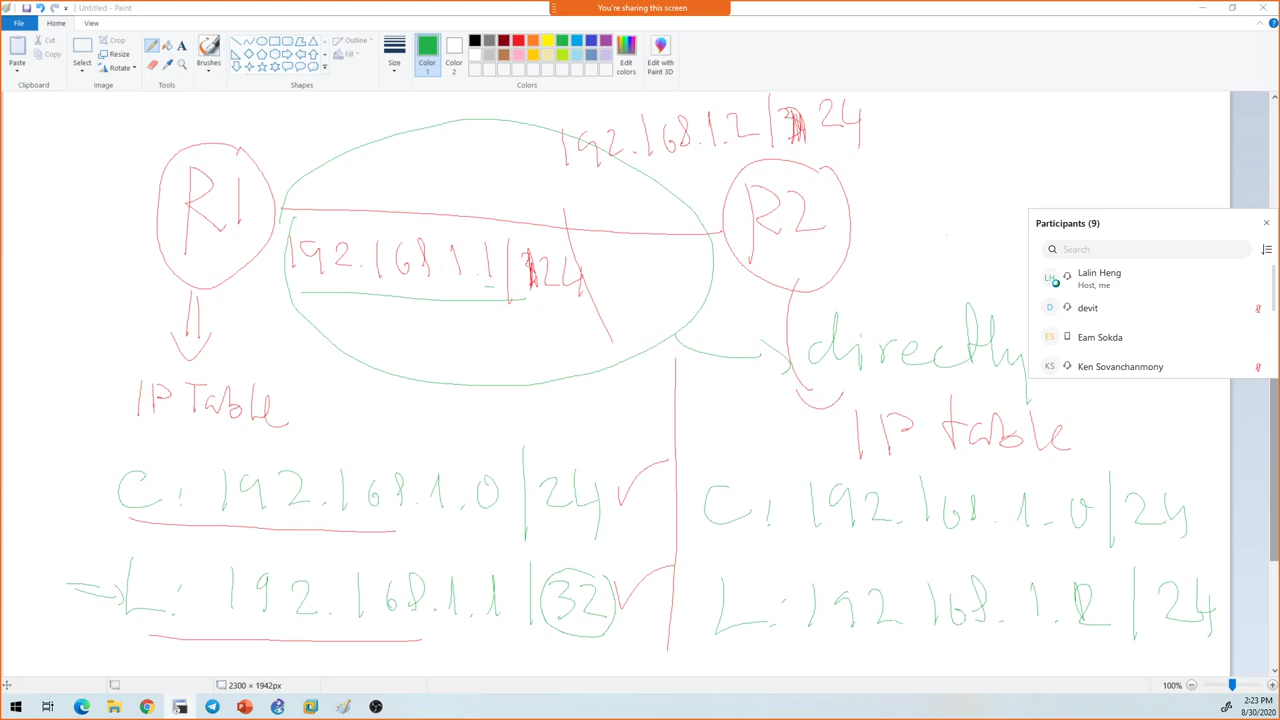 Untitled - Paint
You're sharing this screen
File
Home
View
Paste
Cut
Copy
Clipboard
Select
Crop
Resize
Rotate
Image
Tools
Brushes
Shapes
Outline
Fill
Size
Color 1
Color 2
Colors
Edit colors
Edit with Paint 3D
192.168.1.2/24
R1
R2
192.168.1.1/24
directly
IP Table
IP table
C: 192.168.1.0/24
C: 192.168.1.0/24
L: 192.168.1.1/32
L: 192.168.1.2/24
Participants (9)
Search
LH
Lalin Heng
Host, me
D
devit
ES
Eam Sokda
KS
Ken Sovanchanmony
2300 × 1942px
100%
2:23 PM
8/30/2020